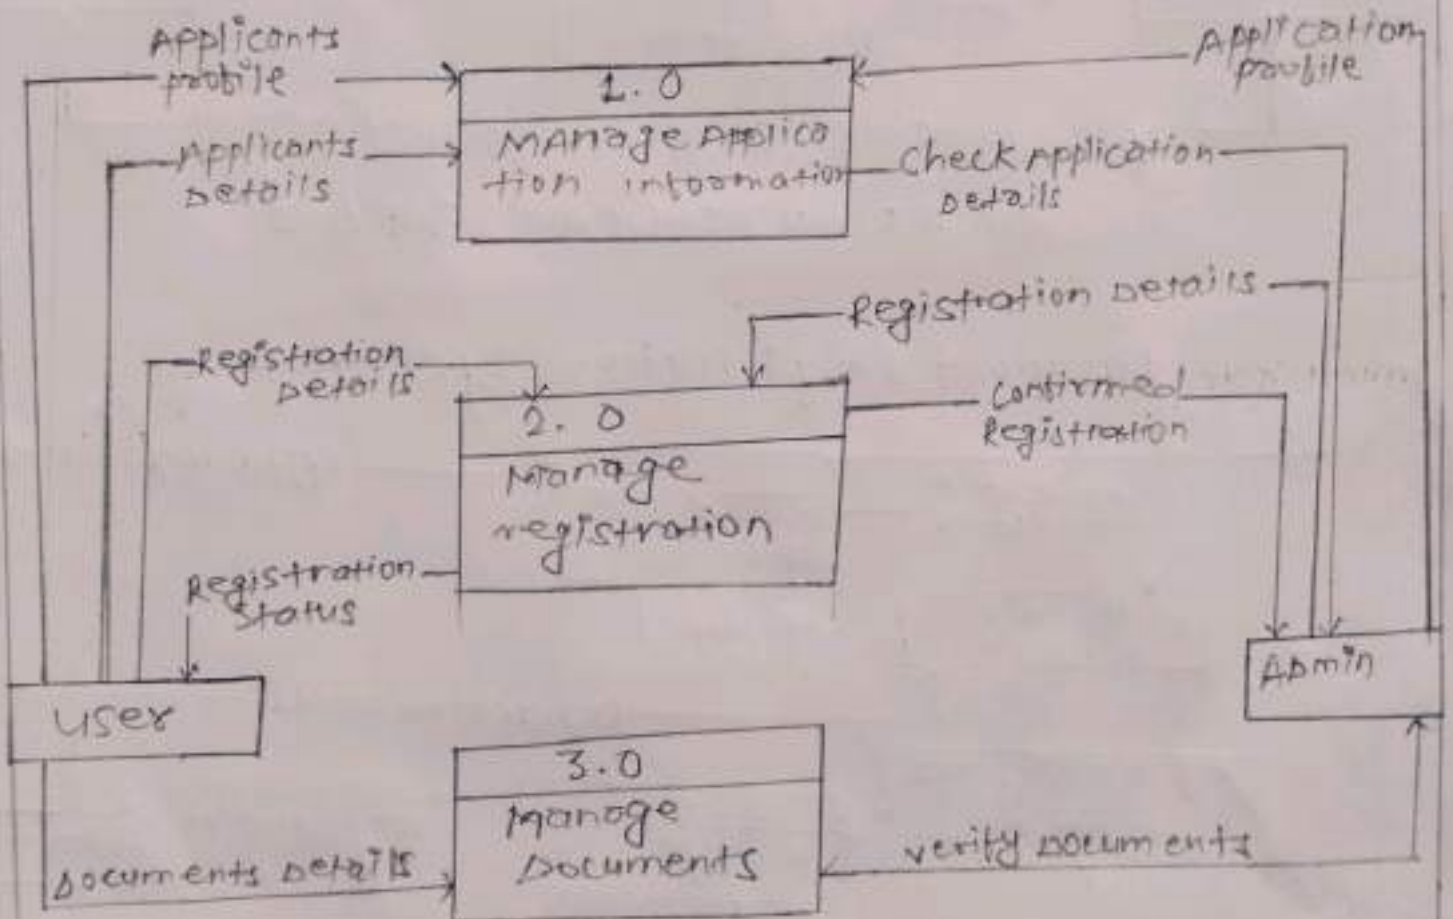 Applicants
profile
Application
profile
1.0
Manage Applica
tion information
Applicants
Details
Check Application
Details
Registration Details
Registration
Details
2.0
Manage
registration
Confirmed
Registration
Registration
Status
User
Admin
3.0
Manage
Documents
Documents Details
Verify Documents